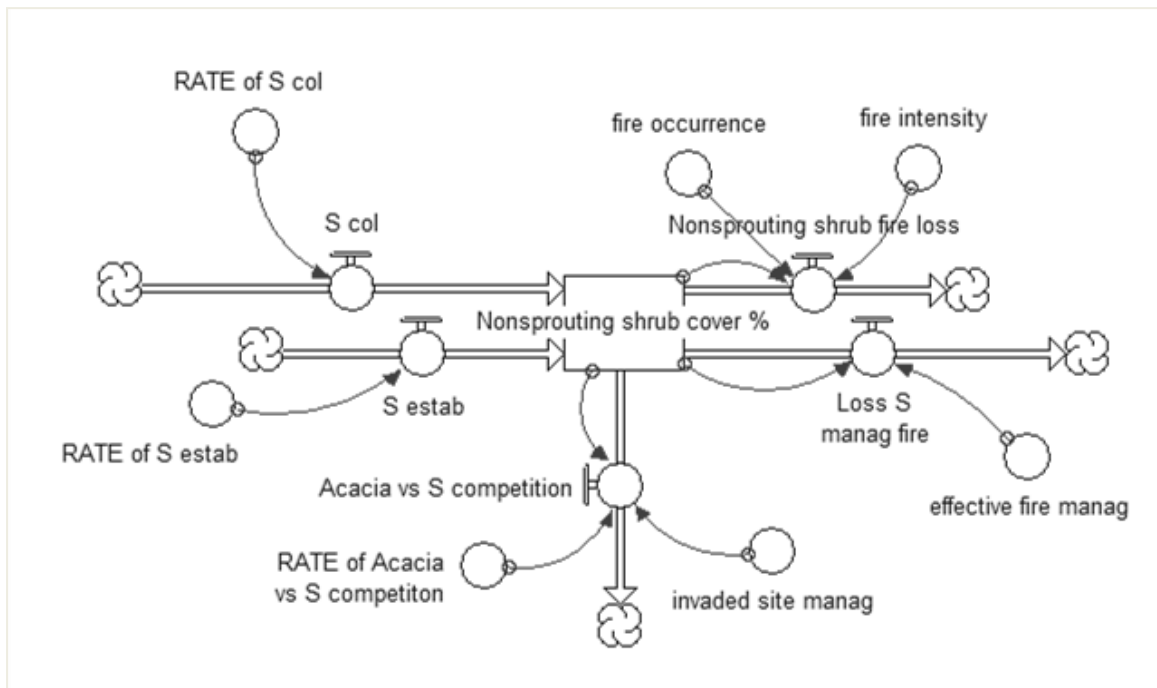 RATE of S col
fire occurrence
fire intensity
S col
Nonsprouting shrub fire loss
Nonsprouting shrub cover %
S estab
Loss S
manag fire
RATE of S estab
Acacia vs S competition
effective fire manag
RATE of Acacia
vs S competiton
invaded site manag